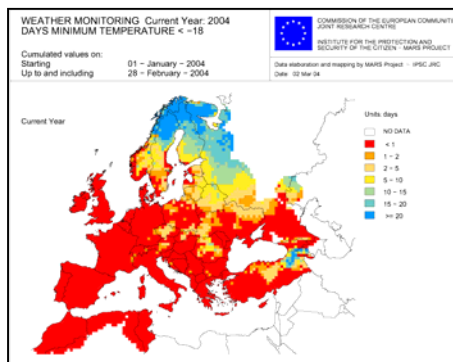 WEATHER MONITORING Current Year: 2004
DAYS MINIMUM TEMPERATURE < −18
Cumulated values on:
Starting 01 − January − 2004
Up to and including 28 − February − 2004
COMMISSION OF THE EUROPEAN COMMUNITIE
JOINT RESEARCH CENTRE
INSTITUTE FOR THE PROTECTION AND
SECURITY OF THE CITIZEN − MARS PROJECT
Data elaboration and mapping by MARS Project − IPSC JRC
Date: 02 Mar 04
Current Year
Units: days
NO DATA
< 1
1 − 2
2 − 5
5 − 10
10 − 15
15 − 20
>= 20